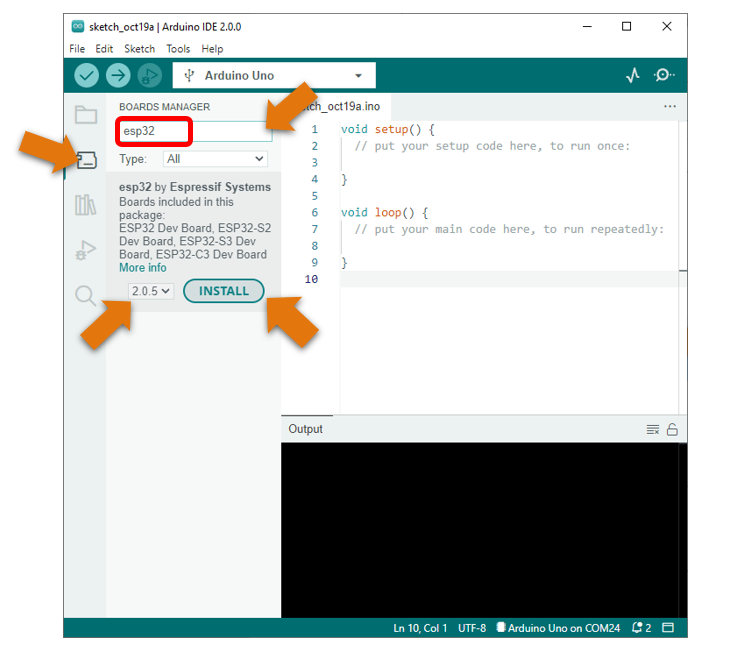 sketch_oct19a | Arduino IDE 2.0.0
File Edit Sketch Tools Help
Arduino Uno
BOARDS MANAGER
esp32
Type: All
esp32 by Espressif Systems
Boards included in this
package:
ESP32 Dev Board, ESP32-S2
Dev Board, ESP32-S3 Dev
Board, ESP32-C3 Dev Board
More info
2.0.5 INSTALL
tch_oct19a.ino
1 void setup() {
2 // put your setup code here, to run once:
3
4 }
5
6 void loop() {
7 // put your main code here, to run repeatedly:
8
9 }
10
Output
Ln 10, Col 1 UTF-8 Arduino Uno on COM24 2